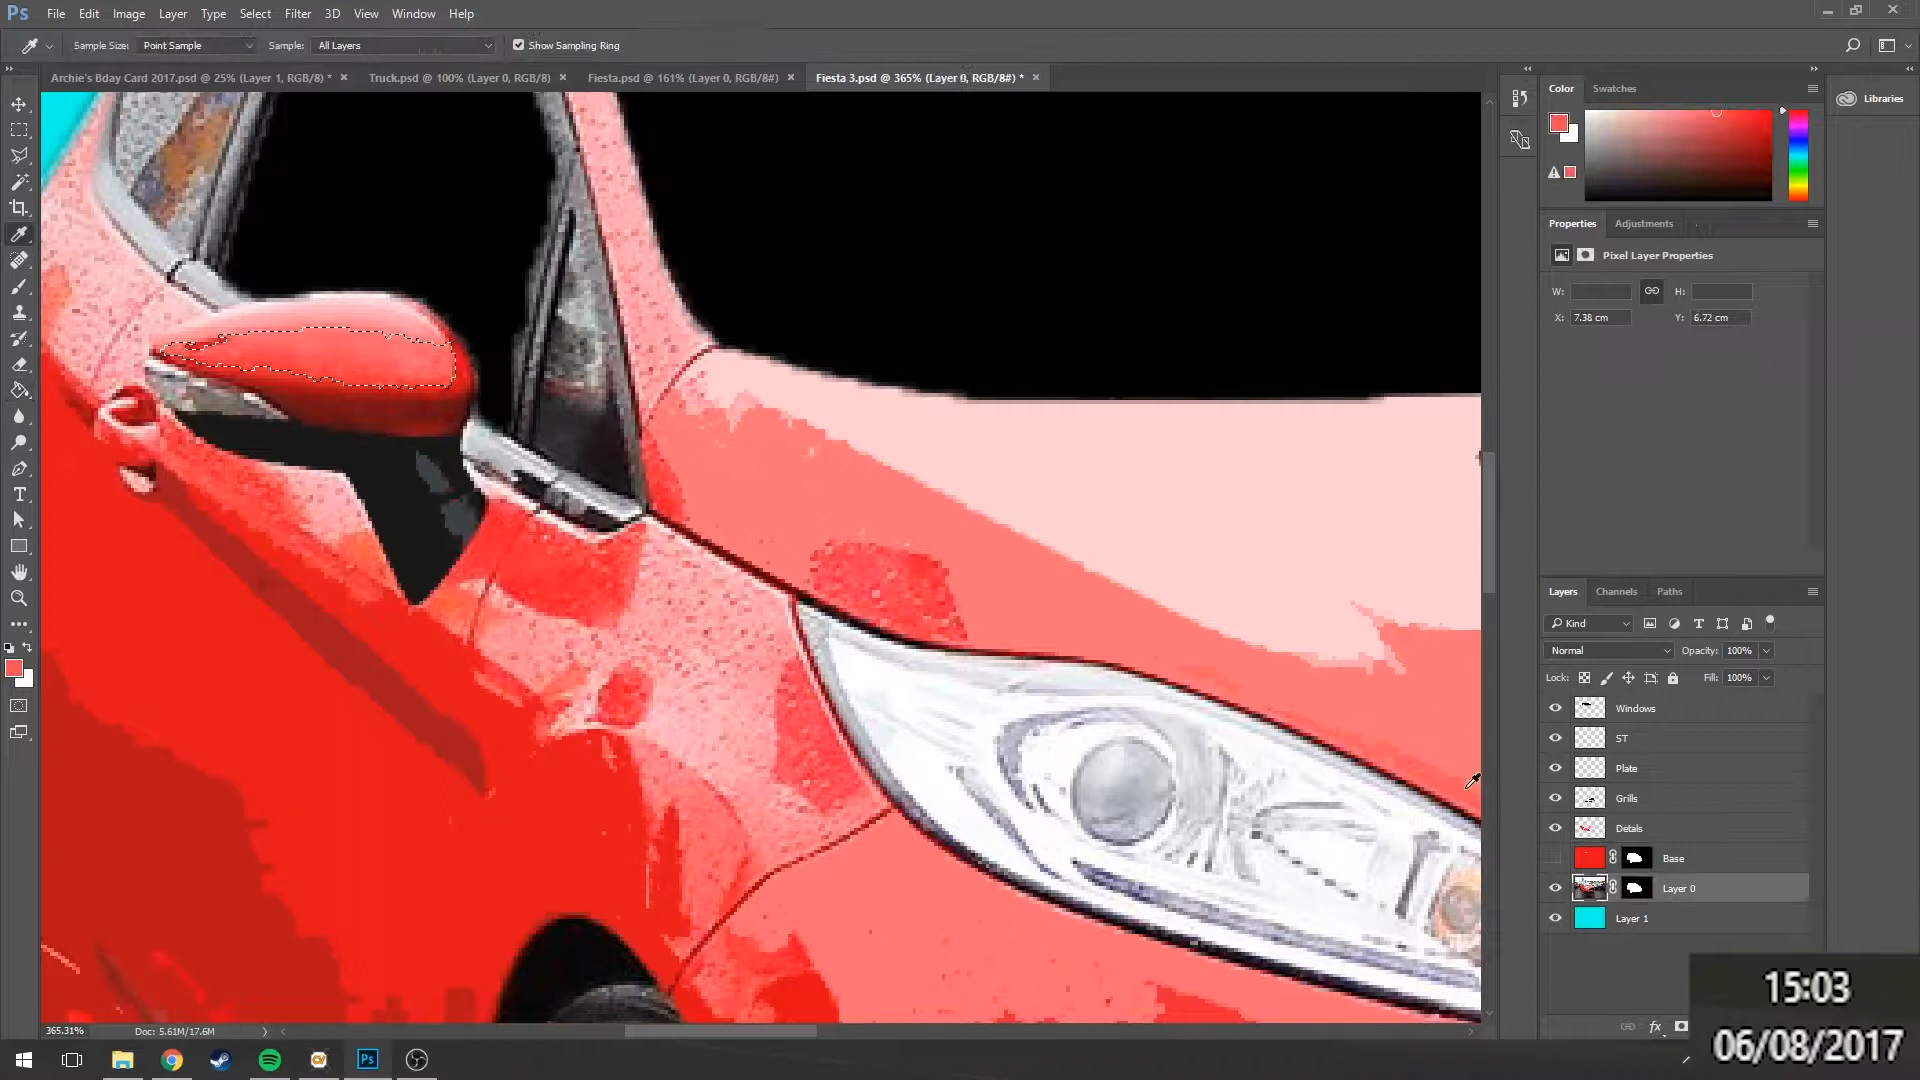 Ps File Edit Image Layer Type Select Filter 3D View Window Help
Sample Size: Point Sample Sample: All Layers Show Sampling Ring
Archie's Bday Card 2017.psd @ 25% (Layer 1, RGB/8) * × Truck.psd @ 100% (Layer 0, RGB/8) × Fiesta.psd @ 161% (Layer 0, RGB/8#) × Fiesta 3.psd @ 365% (Layer 0, RGB/8#) * ×
Color Swatches
Libraries
Properties Adjustments
Pixel Layer Properties
W: H:
X: 7.38 cm Y: 6.72 cm
Layers Channels Paths
Kind
Normal Opacity: 100%
Lock: Fill: 100%
Windows
ST
Plate
Grills
Detals
Base
Layer 0
Layer 1
fx
365.31% Doc: 5.61M/17.6M
Ps
15:03
06/08/2017